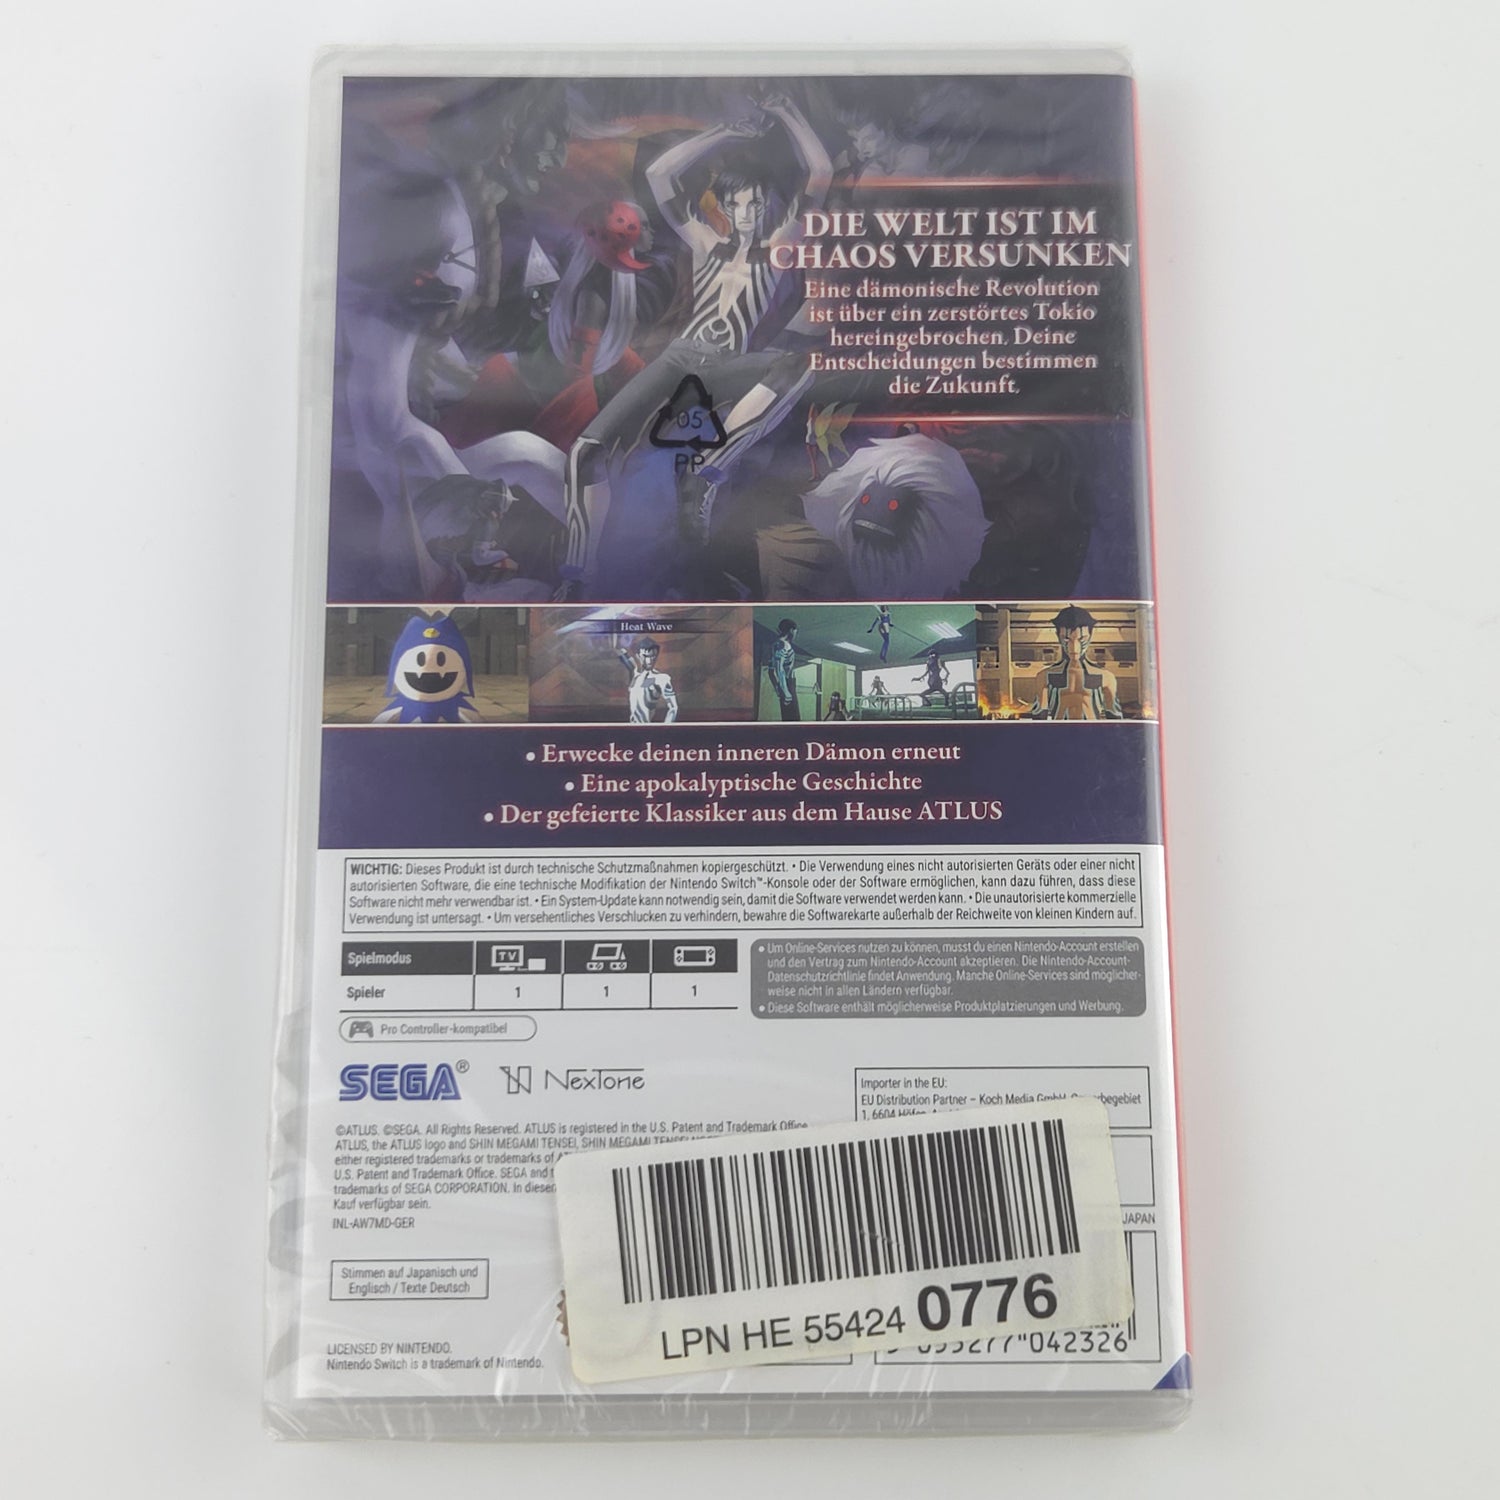 DIE WELT IST IM
CHAOS VERSUNKEN
Eine dämonische Revolution
ist über ein zerstörtes Tokio
hereingebrochen. Deine
Entscheidungen bestimmen
die Zukunft.
05
PP
Heat Wave
• Erwecke deinen inneren Dämon erneut
• Eine apokalyptische Geschichte
• Der gefeierte Klassiker aus dem Hause ATLUS
WICHTIG: Dieses Produkt ist durch technische Schutzmaßnahmen kopiergeschützt. • Die Verwendung eines nicht autorisierten Geräts oder einer nicht
autorisierten Software, die eine technische Modifikation der Nintendo Switch™-Konsole oder der Software ermöglichen, kann dazu führen, dass diese
Software nicht mehr verwendbar ist. • Ein System-Update kann notwendig sein, damit die Software verwendet werden kann. • Die unautorisierte kommerzielle
Verwendung ist untersagt. • Um versehentliches Verschlucken zu verhindern, bewahre die Softwarekarte außerhalb der Reichweite von kleinen Kindern auf.
Spielmodus TV
Spieler 1 1 1
Pro Controller-kompatibel
• Um Online-Services nutzen zu können, musst du einen Nintendo-Account erstellen
und den Vertrag zum Nintendo-Account akzeptieren. Die Nintendo-Account-
Datenschutzrichtlinie findet Anwendung. Manche Online-Services sind möglicher-
weise nicht in allen Ländern verfügbar.
• Diese Software enthält möglicherweise Produktplatzierungen und Werbung.
SEGA® NexTone
Importer in the EU:
EU Distribution Partner – Koch Media GmbH,
1, 6604
©ATLUS. ©SEGA. All Rights Reserved. ATLUS is registered in the U.S. Patent and Trademark Office.
ATLUS, the ATLUS logo and SHIN MEGAMI TENSEI, SHIN MEGAMI
either registered trademarks or trademarks of
U.S. Patent and Trademark Office. SEGA and
trademarks of SEGA CORPORATION. In
Kauf verfügbar sein.
INL-AW7MD-GER
JAPAN
Stimmen auf Japanisch und
Englisch / Texte Deutsch
LPN HE 55424 0776
042326
LICENSED BY NINTENDO.
Nintendo Switch is a trademark of Nintendo.